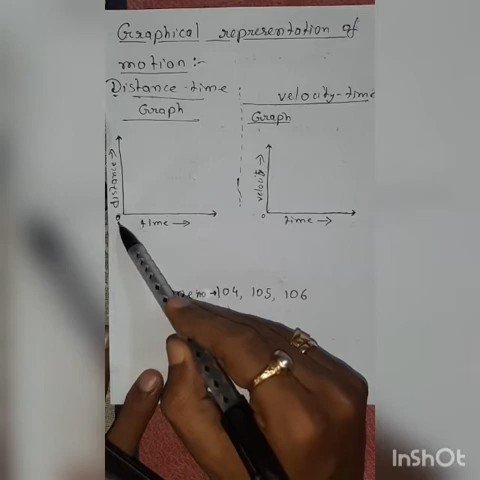 Graphical representation of
motion :-
Distance-time
Graph
velocity-time
Graph
distance →
o
time →
velocity →
o
time →
→ 104, 105, 106
InShOt